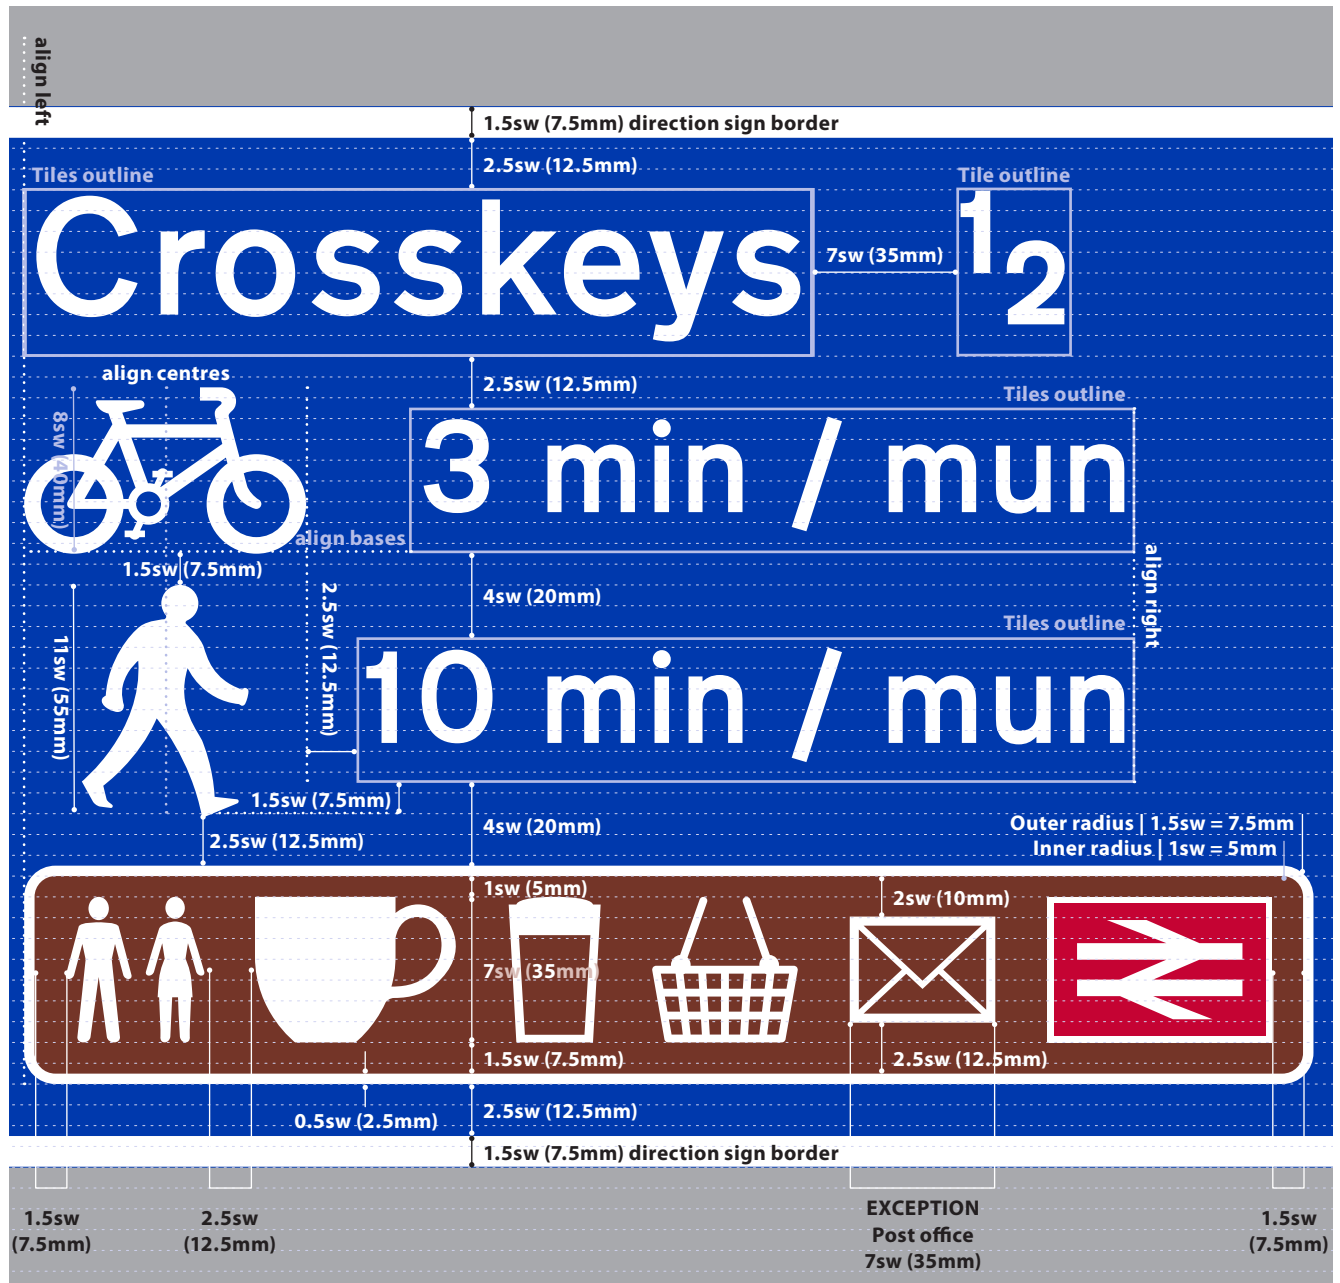 align left
1.5sw (7.5mm) direction sign border
2.5sw (12.5mm)
Tiles outline
Tile outline
Crosskeys
1
2
7sw (35mm)
align centres
2.5sw (12.5mm)
Tiles outline
8sw (40mm)
3 min / mun
align bases
1.5sw (7.5mm)
align right
2.5sw (12.5mm)
4sw (20mm)
Tiles outline
11sw (55mm)
10 min / mun
1.5sw (7.5mm)
2.5sw (12.5mm)
4sw (20mm)
Outer radius | 1.5sw = 7.5mm
Inner radius | 1sw = 5mm
1sw (5mm)
2sw (10mm)
7sw (35mm)
1.5sw (7.5mm)
2.5sw (12.5mm)
0.5sw (2.5mm)
2.5sw (12.5mm)
1.5sw (7.5mm) direction sign border
1.5sw
(7.5mm)
2.5sw
(12.5mm)
EXCEPTION
Post office
7sw (35mm)
1.5sw
(7.5mm)